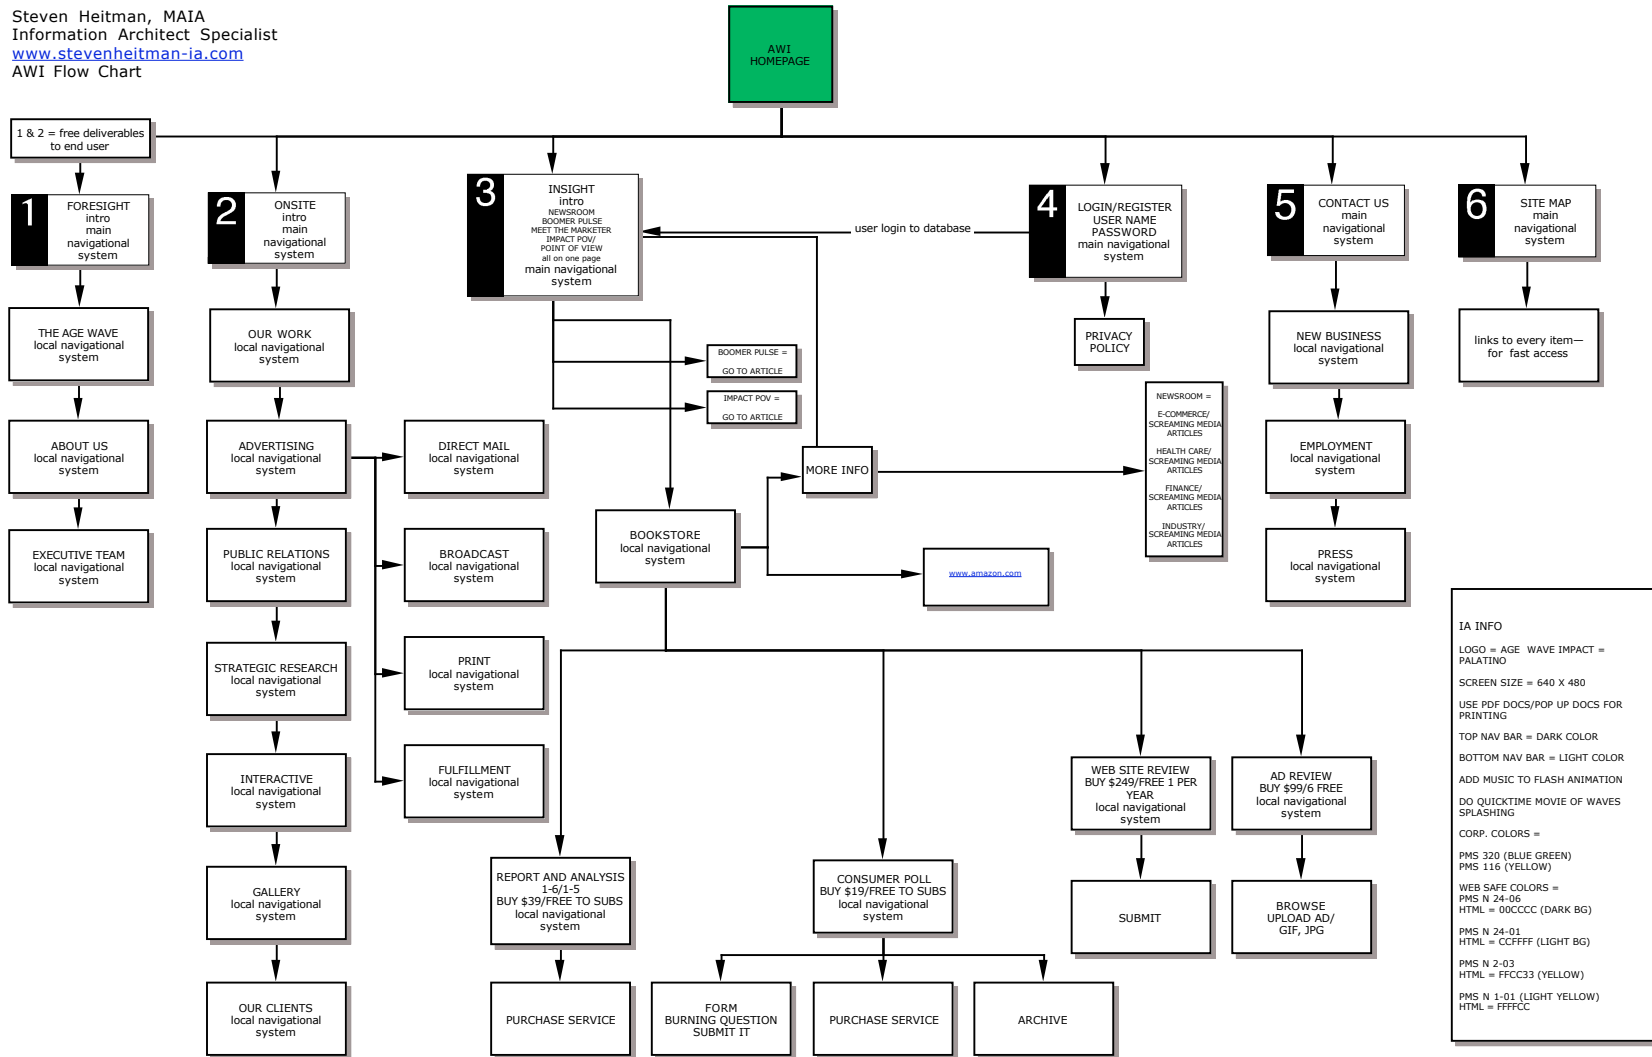 Steven Heitman, MAIA
Information Architect Specialist
www.stevenheitman-ia.com
AWI Flow Chart
AWI
HOMEPAGE
1 & 2 = free deliverables
to end user
1
FORESIGHT
intro
main
navigational
system
2
ONSITE
intro
main
navigational
system
3
INSIGHT
intro
NEWSROOM
BOOMER PULSE
MEET THE MARKETER
IMPACT POV/
POINT OF VIEW
all on one page
main navigational
system
user login to database
4
LOGIN/REGISTER
USER NAME
PASSWORD
main navigational
system
5
CONTACT US
main
navigational
system
6
SITE MAP
main
navigational
system
THE AGE WAVE
local navigational
system
OUR WORK
local navigational
system
BOOMER PULSE =
GO TO ARTICLE
IMPACT POV =
GO TO ARTICLE
PRIVACY
POLICY
NEW BUSINESS
local navigational
system
links to every item—
for fast access
ABOUT US
local navigational
system
ADVERTISING
local navigational
system
DIRECT MAIL
local navigational
system
MORE INFO
NEWSROOM =
E-COMMERCE/
SCREAMING MEDIA
ARTICLES
HEALTH CARE/
SCREAMING MEDIA
ARTICLES
FINANCE/
SCREAMING MEDIA
ARTICLES
INDUSTRY/
SCREAMING MEDIA
ARTICLES
EMPLOYMENT
local navigational
system
EXECUTIVE TEAM
local navigational
system
PUBLIC RELATIONS
local navigational
system
BROADCAST
local navigational
system
BOOKSTORE
local navigational
system
www.amazon.com
PRESS
local navigational
system
STRATEGIC RESEARCH
local navigational
system
PRINT
local navigational
system
INTERACTIVE
local navigational
system
FULFILLMENT
local navigational
system
WEB SITE REVIEW
BUY $249/FREE 1 PER
YEAR
local navigational
system
AD REVIEW
BUY $99/6 FREE
local navigational
system
GALLERY
local navigational
system
REPORT AND ANALYSIS
1-6/1-5
BUY $39/FREE TO SUBS
local navigational
system
CONSUMER POLL
BUY $19/FREE TO SUBS
local navigational
system
SUBMIT
BROWSE
UPLOAD AD/
GIF, JPG
OUR CLIENTS
local navigational
system
PURCHASE SERVICE
FORM
BURNING QUESTION
SUBMIT IT
PURCHASE SERVICE
ARCHIVE
IA INFO
LOGO = AGE WAVE IMPACT =
PALATINO
SCREEN SIZE = 640 X 480
USE PDF DOCS/POP UP DOCS FOR
PRINTING
TOP NAV BAR = DARK COLOR
BOTTOM NAV BAR = LIGHT COLOR
ADD MUSIC TO FLASH ANIMATION
DO QUICKTIME MOVIE OF WAVES
SPLASHING
CORP. COLORS =
PMS 320 (BLUE GREEN)
PMS 116 (YELLOW)
WEB SAFE COLORS =
PMS N 24-06
HTML = 00CCCC (DARK BG)
PMS N 24-01
HTML = CCFFFF (LIGHT BG)
PMS N 2-03
HTML = FFCC33 (YELLOW)
PMS N 1-01 (LIGHT YELLOW)
HTML = FFFFCC